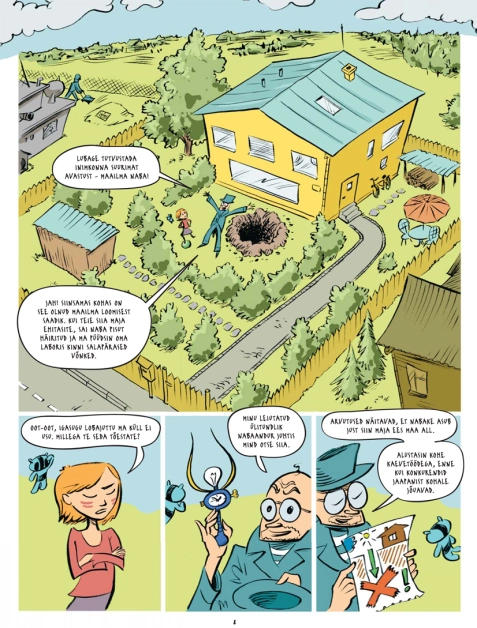 LUBAGE TUTVUSTADA
INIMKONNA SUURIMAT
AVASTUST – MAAILMA NABA!
JAH! SIINSAMAS KOHAS ON
SEE OLNUD MAAILMA LOOMISEST
SAADIK. KUI TEIE SIIA MAJA
EHITASITE, SAI NABA PISUT
HÄIRITUD JA MA PÜÜDSIN OMA
LABORIS KINNI SALAPÄRASED
VÕNKED.
OOT-OOT, IGASUGU LOBAJUTTU MA KÜLL EI
USU. MILLEGA TE SEDA TÕESTATE?
MINU LEIUTATUD
ÜLITUNDLIK
NABAANDUR JUHTIS
MIND OTSE SIIA.
ARVUTUSED NÄITAVAD, ET NABAKE ASUB
JUST SIIN MAJA EES MAA ALL.
ALUSTASIN KOHE
KAEVETÖÖDEGA, ENNE
KUI KONKURENDID
JAAPANIST KOHALE
JÕUAVAD.